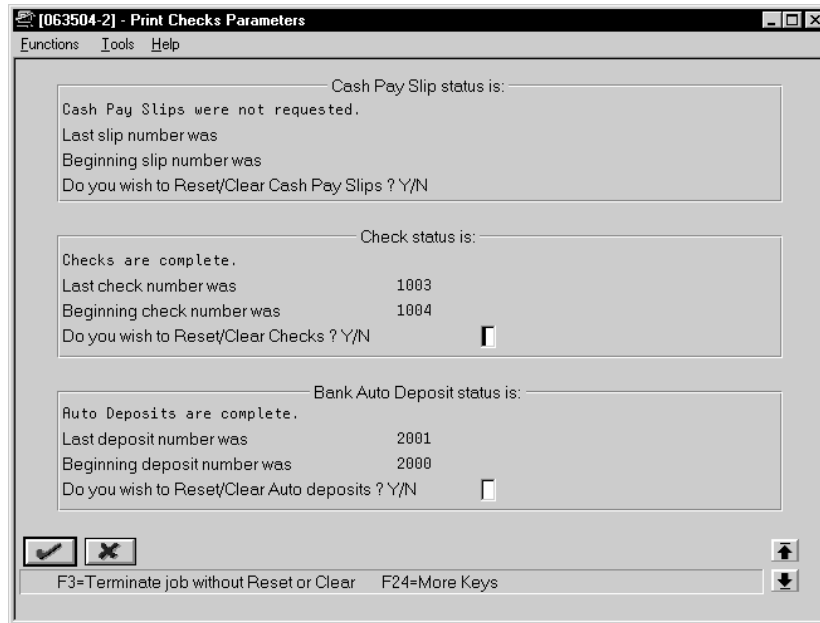 [063504-2] - Print Checks Parameters
Functions Tools Help
Cash Pay Slip status is:
Cash Pay Slips were not requested.
Last slip number was
Beginning slip number was
Do you wish to Reset/Clear Cash Pay Slips ? Y/N
Check status is:
Checks are complete.
Last check number was 1003
Beginning check number was 1004
Do you wish to Reset/Clear Checks ? Y/N
Bank Auto Deposit status is:
Auto Deposits are complete.
Last deposit number was 2001
Beginning deposit number was 2000
Do you wish to Reset/Clear Auto deposits ? Y/N
F3=Terminate job without Reset or Clear F24=More Keys